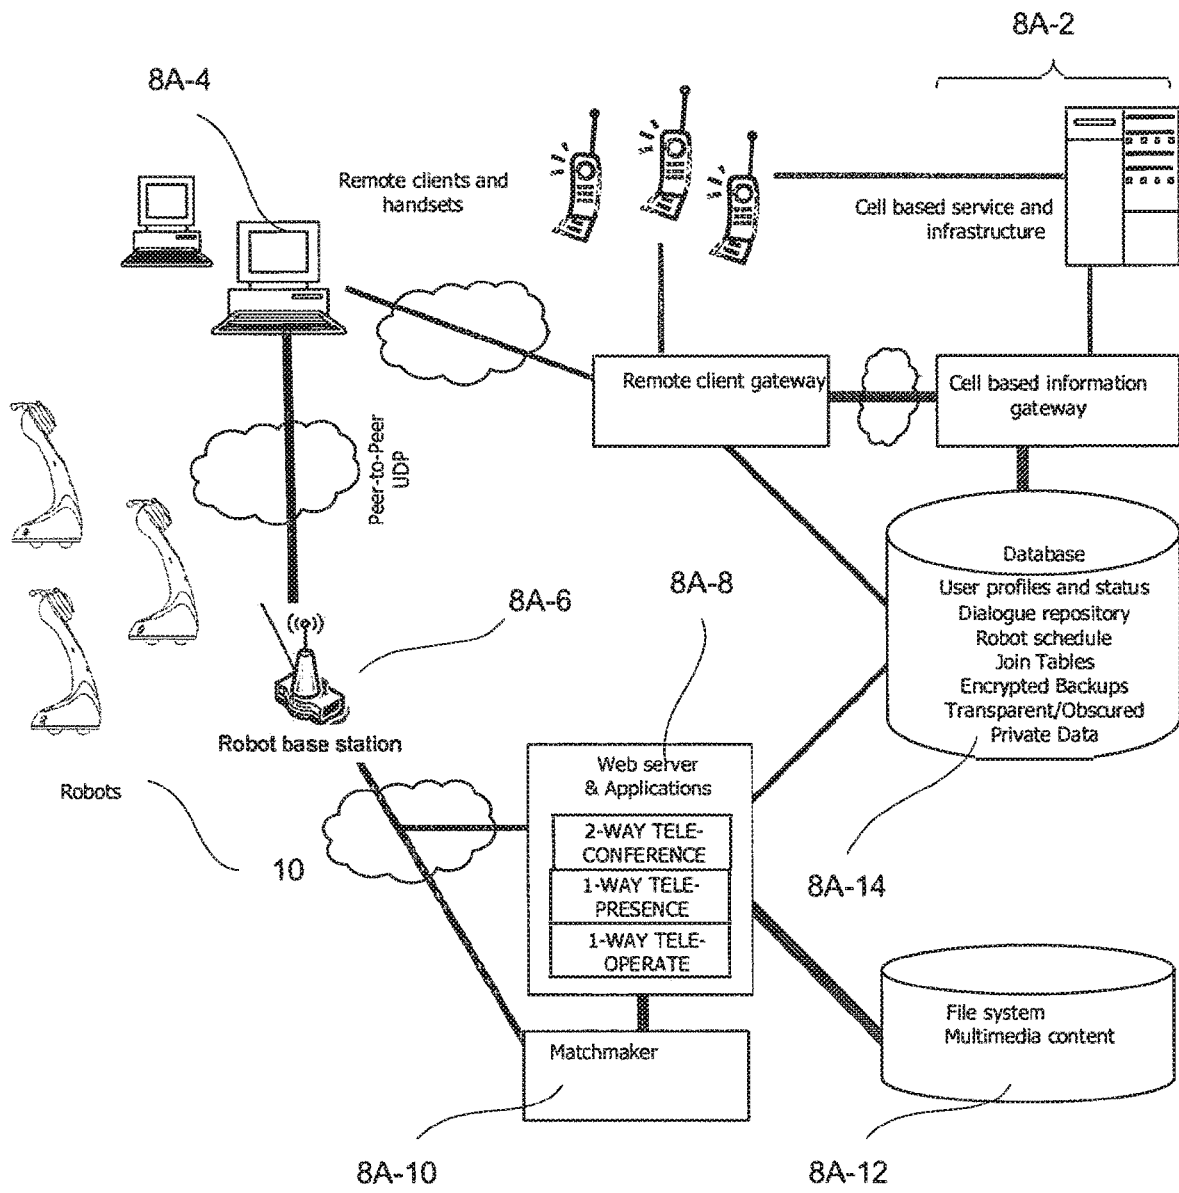 8A-2
8A-4
Remote clients and
handsets
Cell based service and
infrastructure
Remote client gateway
Cell based information
gateway
Peer-to-Peer
UDP
Database
User profiles and status
Dialogue repository
Robot schedule
Join Tables
Encrypted Backups
Transparent/Obscured
Private Data
8A-8
8A-6
Robot base station
Web server
& Applications
Robots
2-WAY TELE-
CONFERENCE
10
1-WAY TELE-
PRESENCE
8A-14
1-WAY TELE-
OPERATE
File system
Multimedia content
Matchmaker
8A-10
8A-12